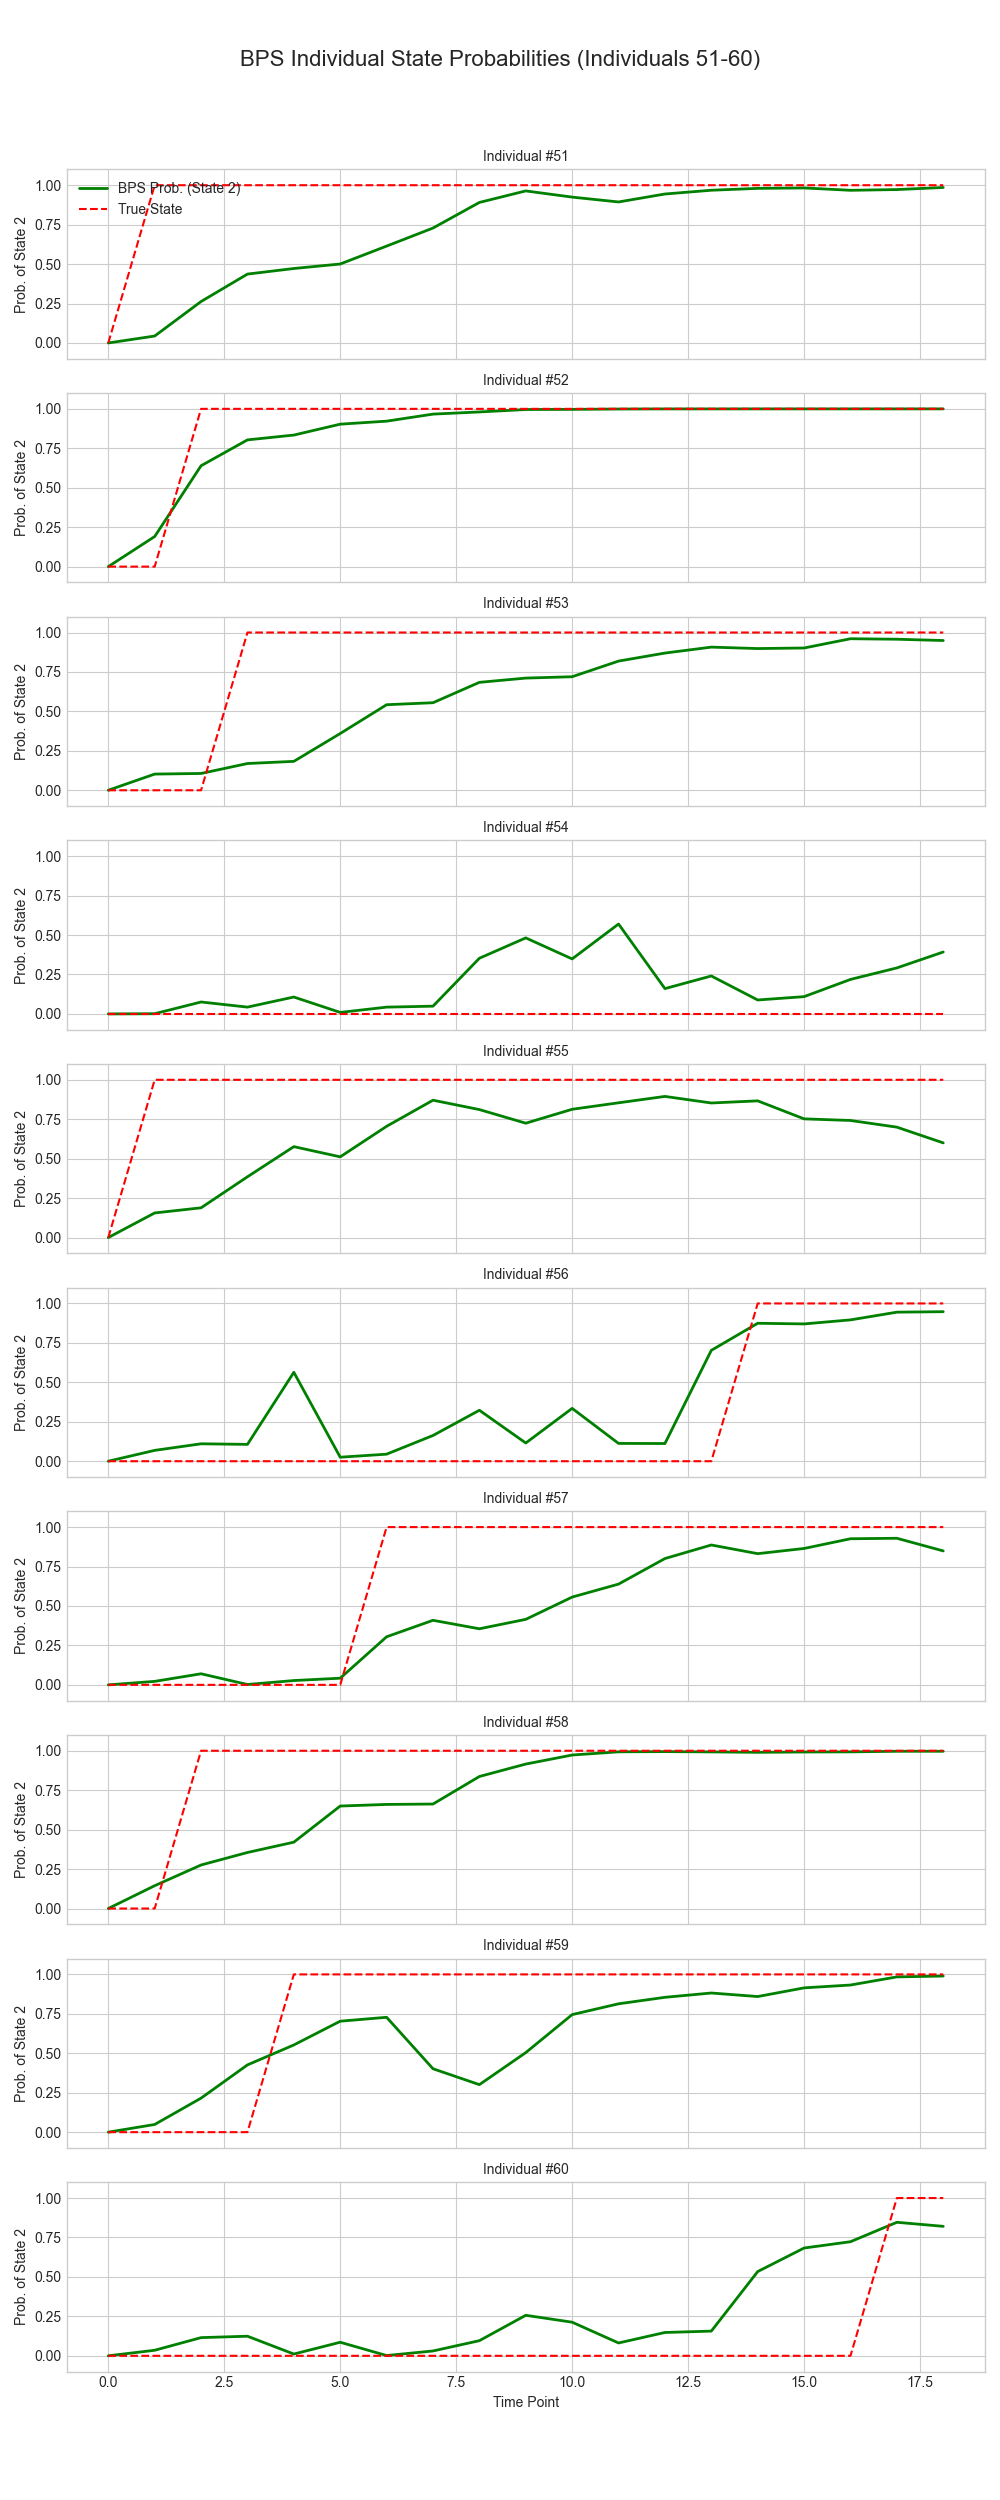 BPS Individual State Probabilities (Individuals 51-60)
Individual #51
1.00
0.75
0.50
0.25
0.00
Prob. of State 2
BPS Prob. (State 2)
True State
Individual #52
1.00
0.75
0.50
0.25
0.00
Prob. of State 2
Individual #53
1.00
0.75
0.50
0.25
0.00
Prob. of State 2
Individual #54
1.00
0.75
0.50
0.25
0.00
Prob. of State 2
Individual #55
1.00
0.75
0.50
0.25
0.00
Prob. of State 2
Individual #56
1.00
0.75
0.50
0.25
0.00
Prob. of State 2
Individual #57
1.00
0.75
0.50
0.25
0.00
Prob. of State 2
Individual #58
1.00
0.75
0.50
0.25
0.00
Prob. of State 2
Individual #59
1.00
0.75
0.50
0.25
0.00
Prob. of State 2
Individual #60
1.00
0.75
0.50
0.25
0.00
Prob. of State 2
0.0 2.5 5.0 7.5 10.0 12.5 15.0 17.5
Time Point